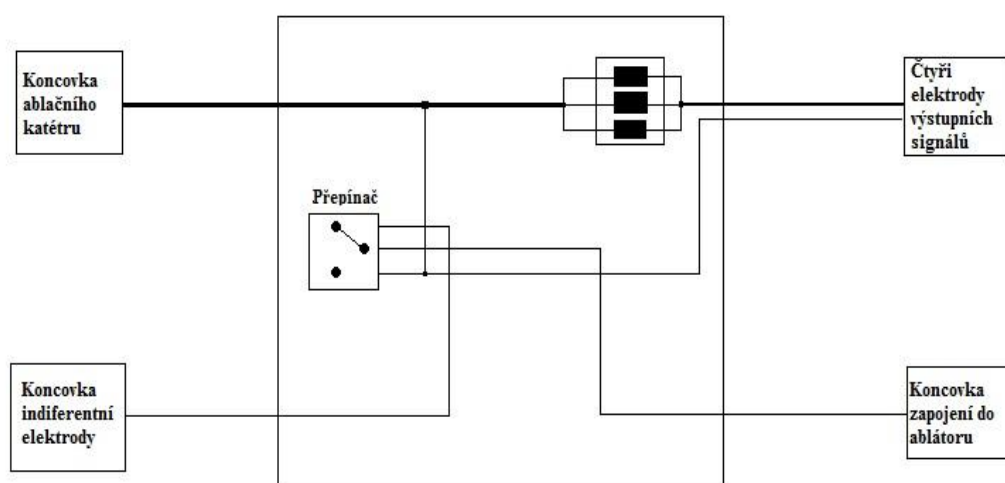 Koncovka
ablačního
katétru
Čtyři
elektrody
výstupních
signálů
Přepínač
Koncovka
indiferentní
elektrody
Koncovka
zapojení do
ablátoru